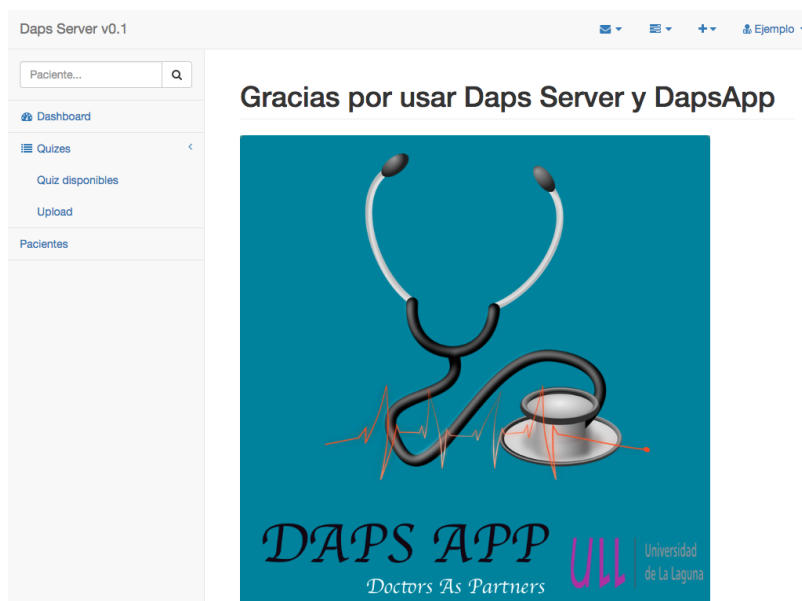 Daps Server v0.1
Ejemplo
Paciente...
Dashboard
Quizes
Quiz disponibles
Upload
Pacientes
Gracias por usar Daps Server y DapsApp
DAPS APP
Doctors As Partners
ULL
Universidad
de La Laguna